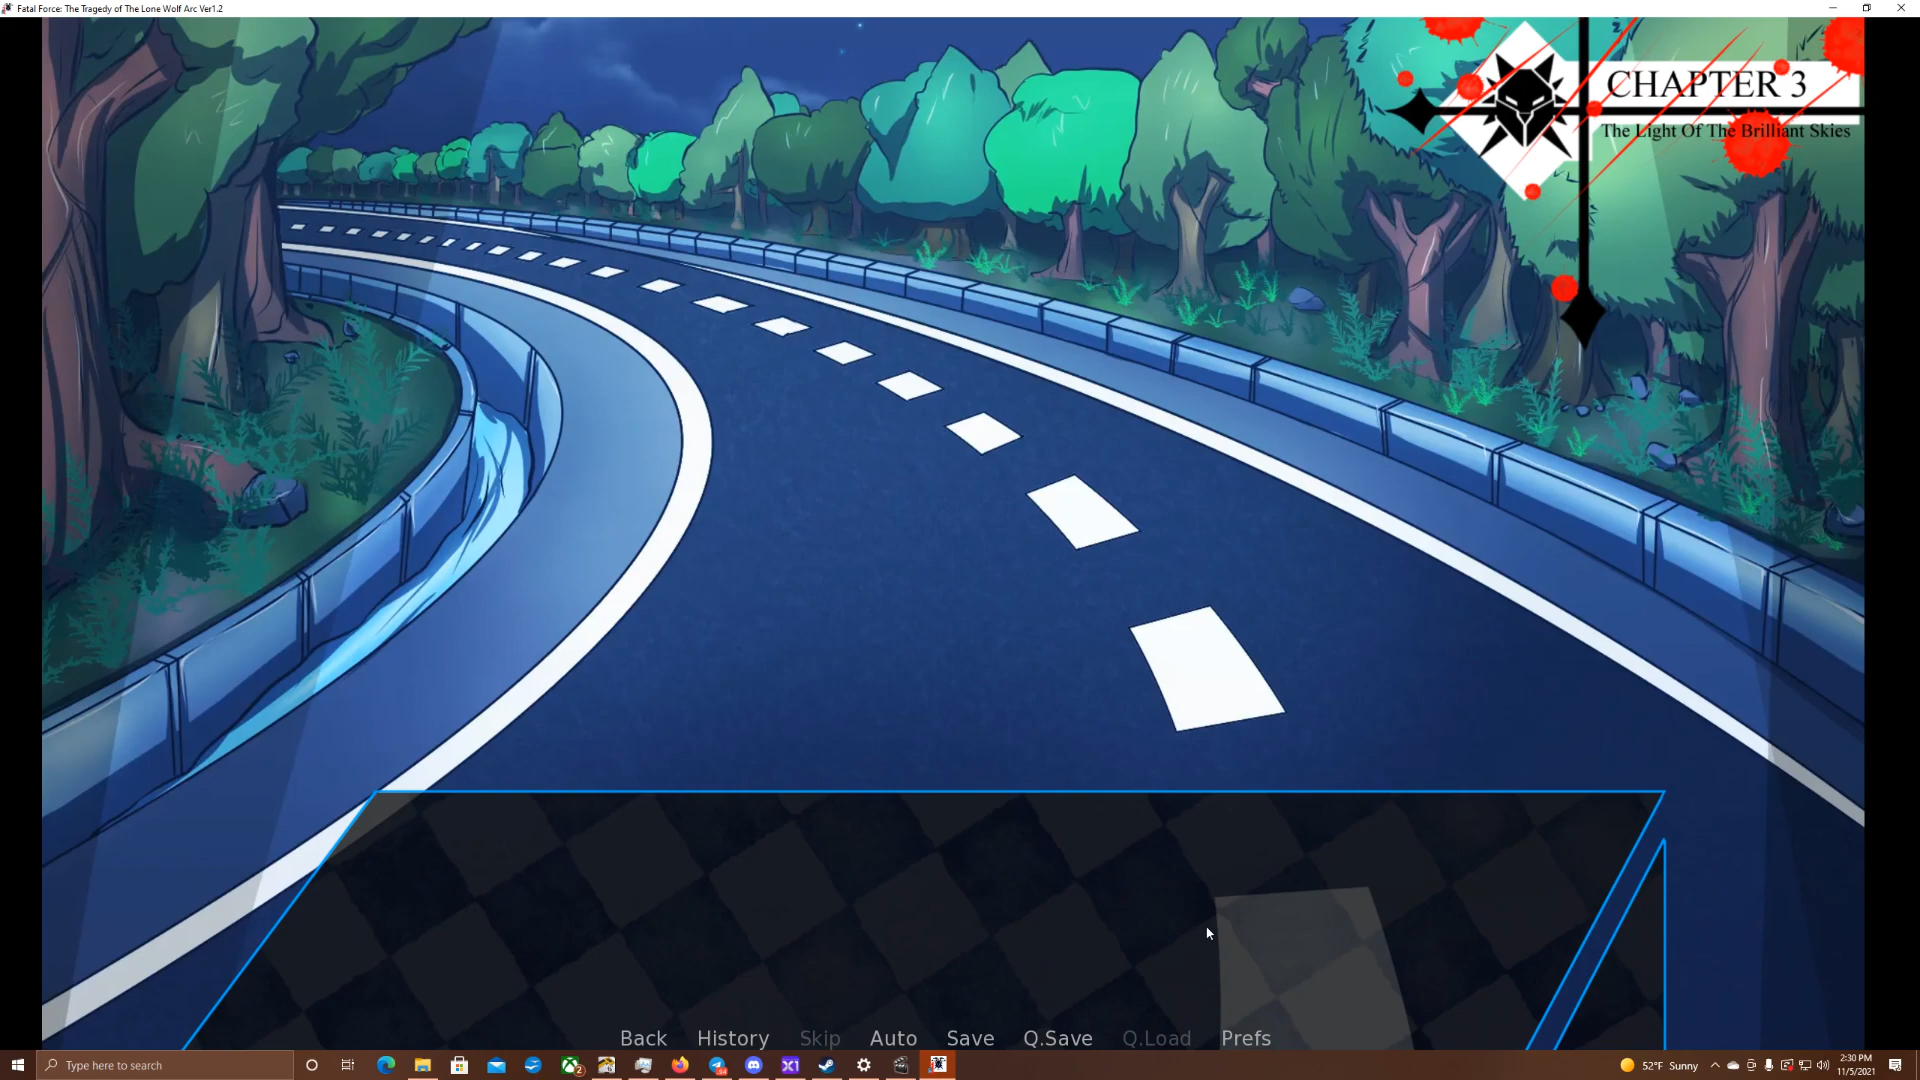 Fatal Force: The Tragedy of The Lone Wolf Arc Ver1.2
CHAPTER 3
The Light Of The Brilliant Skies
Back History Skip Auto Save Q.Save Q.Load Prefs
Type here to search
52°F Sunny
2:30 PM
11/5/2021